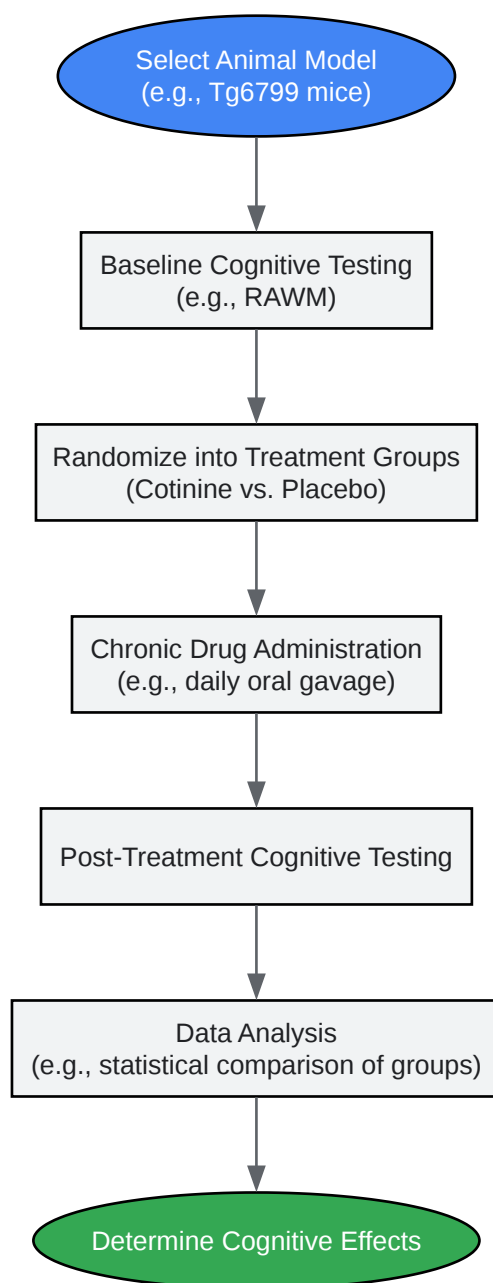 Select Animal Model
(e.g., Tg6799 mice)
Baseline Cognitive Testing
(e.g., RAWM)
Randomize into Treatment Groups
(Cotinine vs. Placebo)
Chronic Drug Administration
(e.g., daily oral gavage)
Post-Treatment Cognitive Testing
Data Analysis
(e.g., statistical comparison of groups)
Determine Cognitive Effects